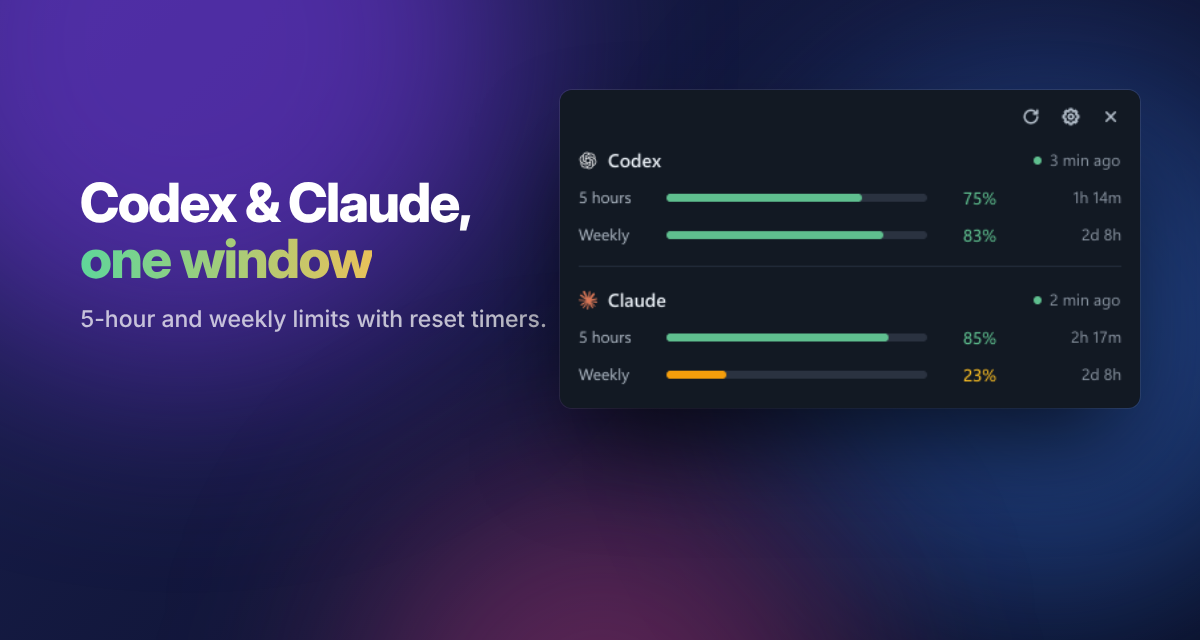 Codex & Claude,
one window
5-hour and weekly limits with reset timers.
Codex 3 min ago
5 hours 75% 1h 14m
Weekly 83% 2d 8h
Claude 2 min ago
5 hours 85% 2h 17m
Weekly 23% 2d 8h